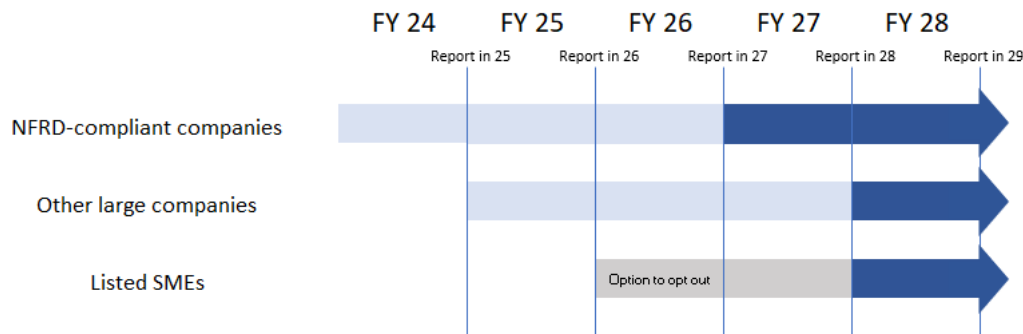 FY 24 FY 25 FY 26 FY 27 FY 28
Report in 25 Report in 26 Report in 27 Report in 28 Report in 29
NFRD-compliant companies
Other large companies
Listed SMEs
Option to opt out